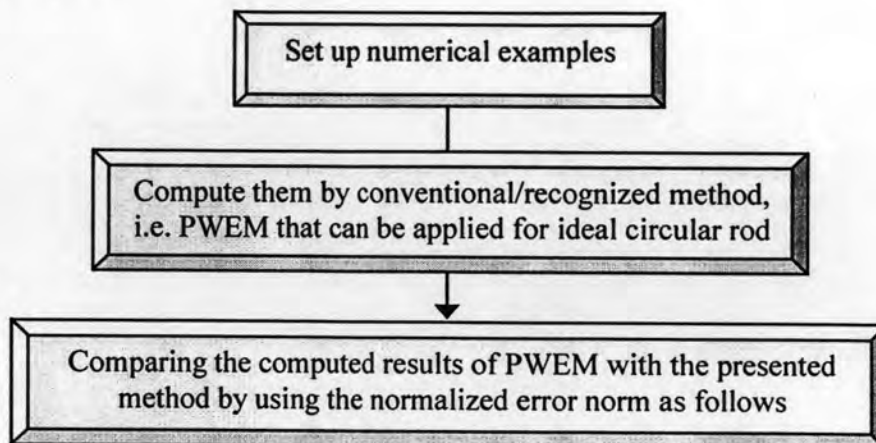 Set up numerical examples
Compute them by conventional/recognized method,
i.e. PWEM that can be applied for ideal circular rod
Comparing the computed results of PWEM with the presented
method by using the normalized error norm as follows